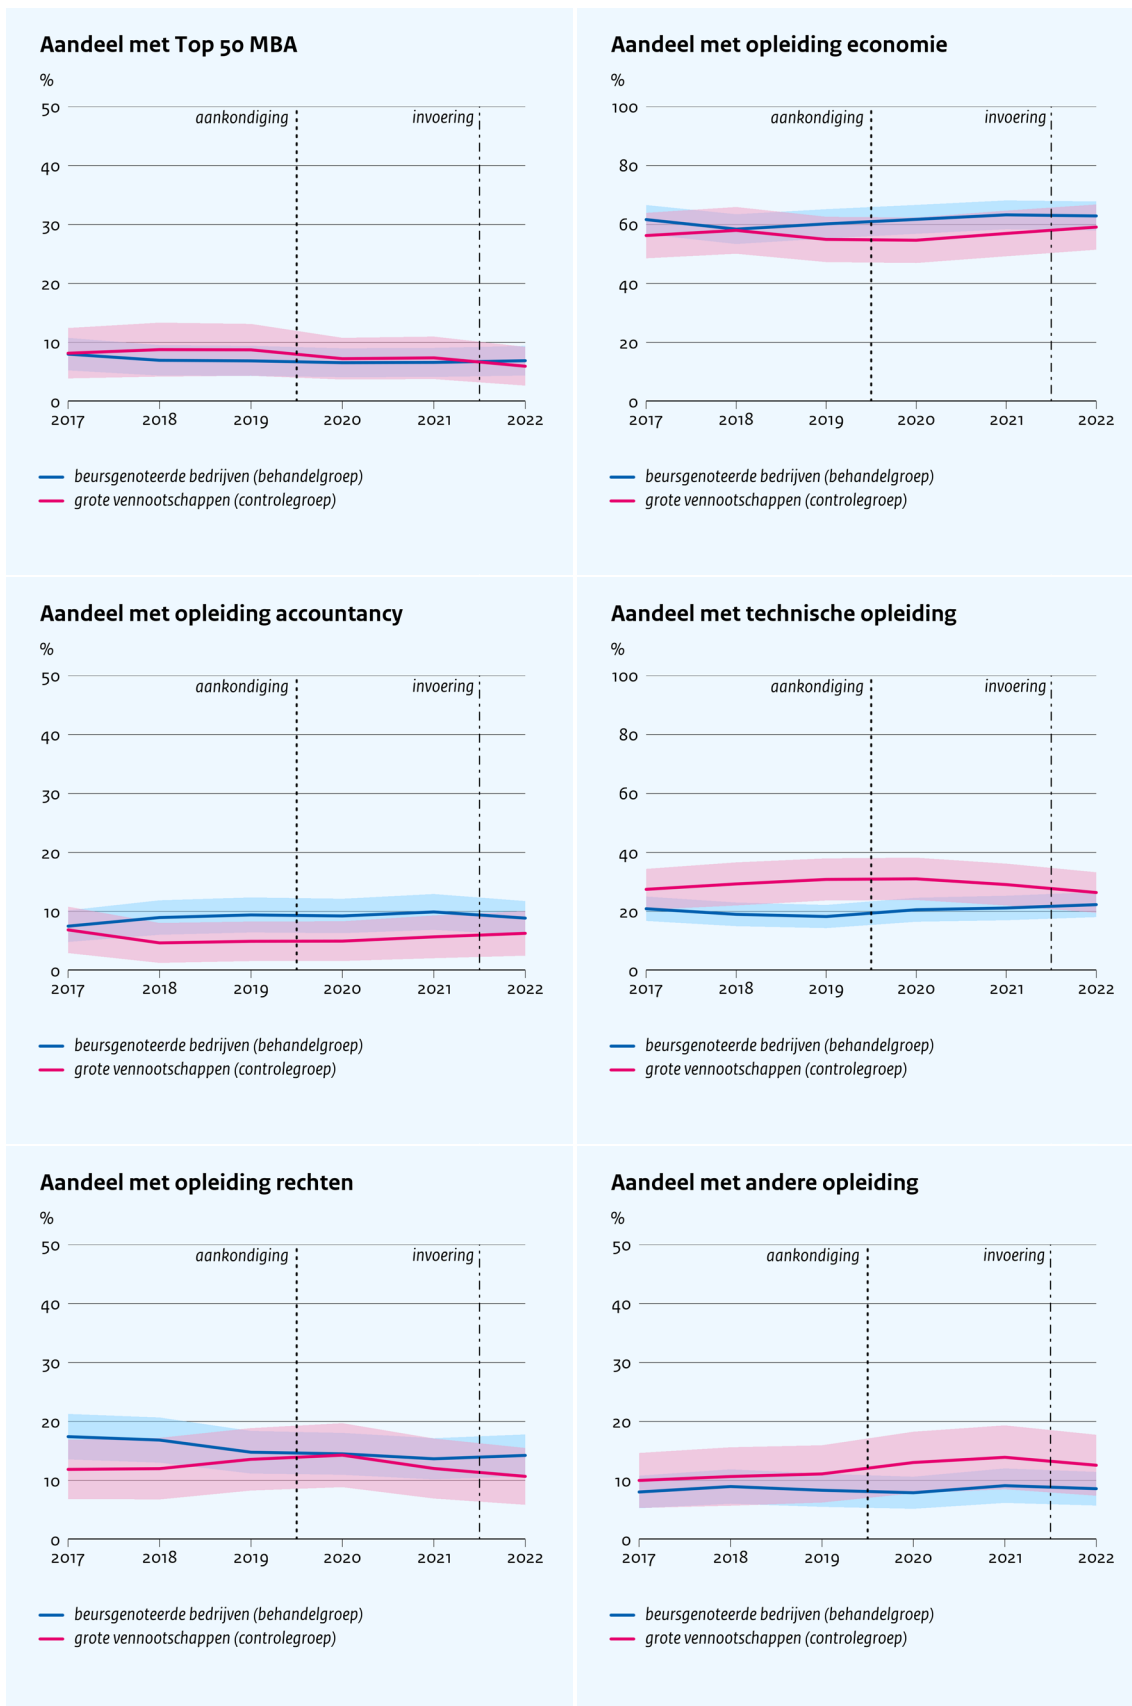 Aandeel met Top 50 MBA
%
50
aankondiging
invoering
40
30
20
10
0
2017 2018 2019 2020 2021 2022
beursgenoteerde bedrijven (behandelgroep)
grote vennootschappen (controlegroep)
Aandeel met opleiding economie
%
100
aankondiging
invoering
80
60
40
20
0
2017 2018 2019 2020 2021 2022
beursgenoteerde bedrijven (behandelgroep)
grote vennootschappen (controlegroep)
Aandeel met opleiding accountancy
%
50
aankondiging
invoering
40
30
20
10
0
2017 2018 2019 2020 2021 2022
beursgenoteerde bedrijven (behandelgroep)
grote vennootschappen (controlegroep)
Aandeel met technische opleiding
%
100
aankondiging
invoering
80
60
40
20
0
2017 2018 2019 2020 2021 2022
beursgenoteerde bedrijven (behandelgroep)
grote vennootschappen (controlegroep)
Aandeel met opleiding rechten
%
50
aankondiging
invoering
40
30
20
10
0
2017 2018 2019 2020 2021 2022
beursgenoteerde bedrijven (behandelgroep)
grote vennootschappen (controlegroep)
Aandeel met andere opleiding
%
50
aankondiging
invoering
40
30
20
10
0
2017 2018 2019 2020 2021 2022
beursgenoteerde bedrijven (behandelgroep)
grote vennootschappen (controlegroep)